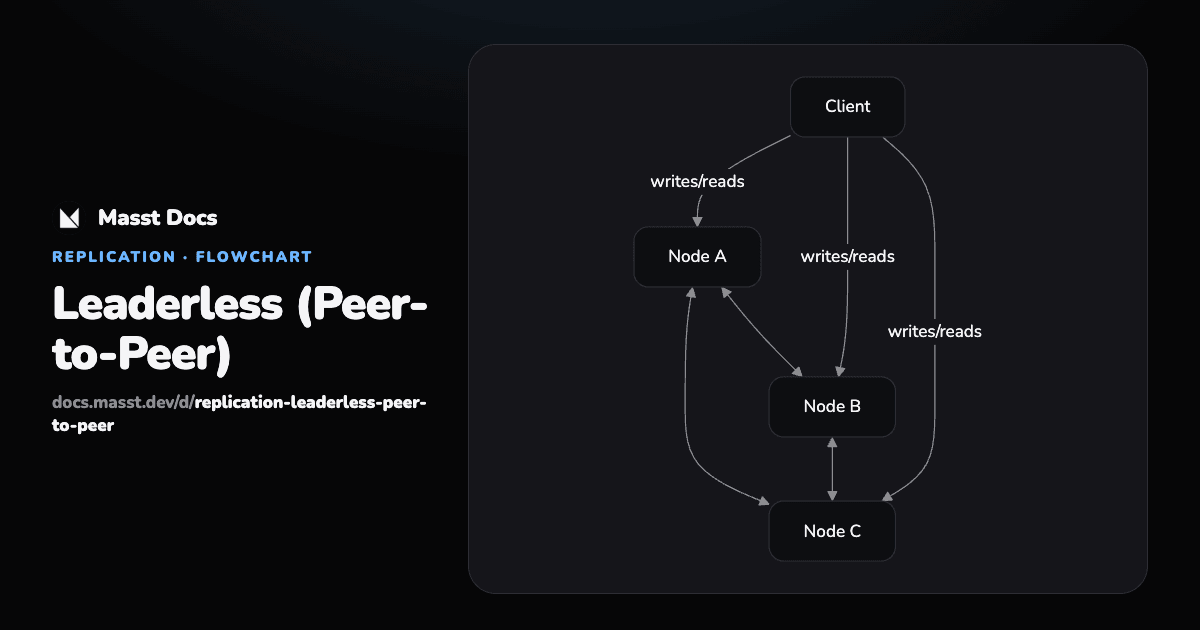 Masst Docs
REPLICATION · FLOWCHART
Leaderless (Peer-
to-Peer)
docs.masst.dev/d/replication-leaderless-peer-
to-peer
Client
writes/reads
Node A
writes/reads
writes/reads
Node B
Node C